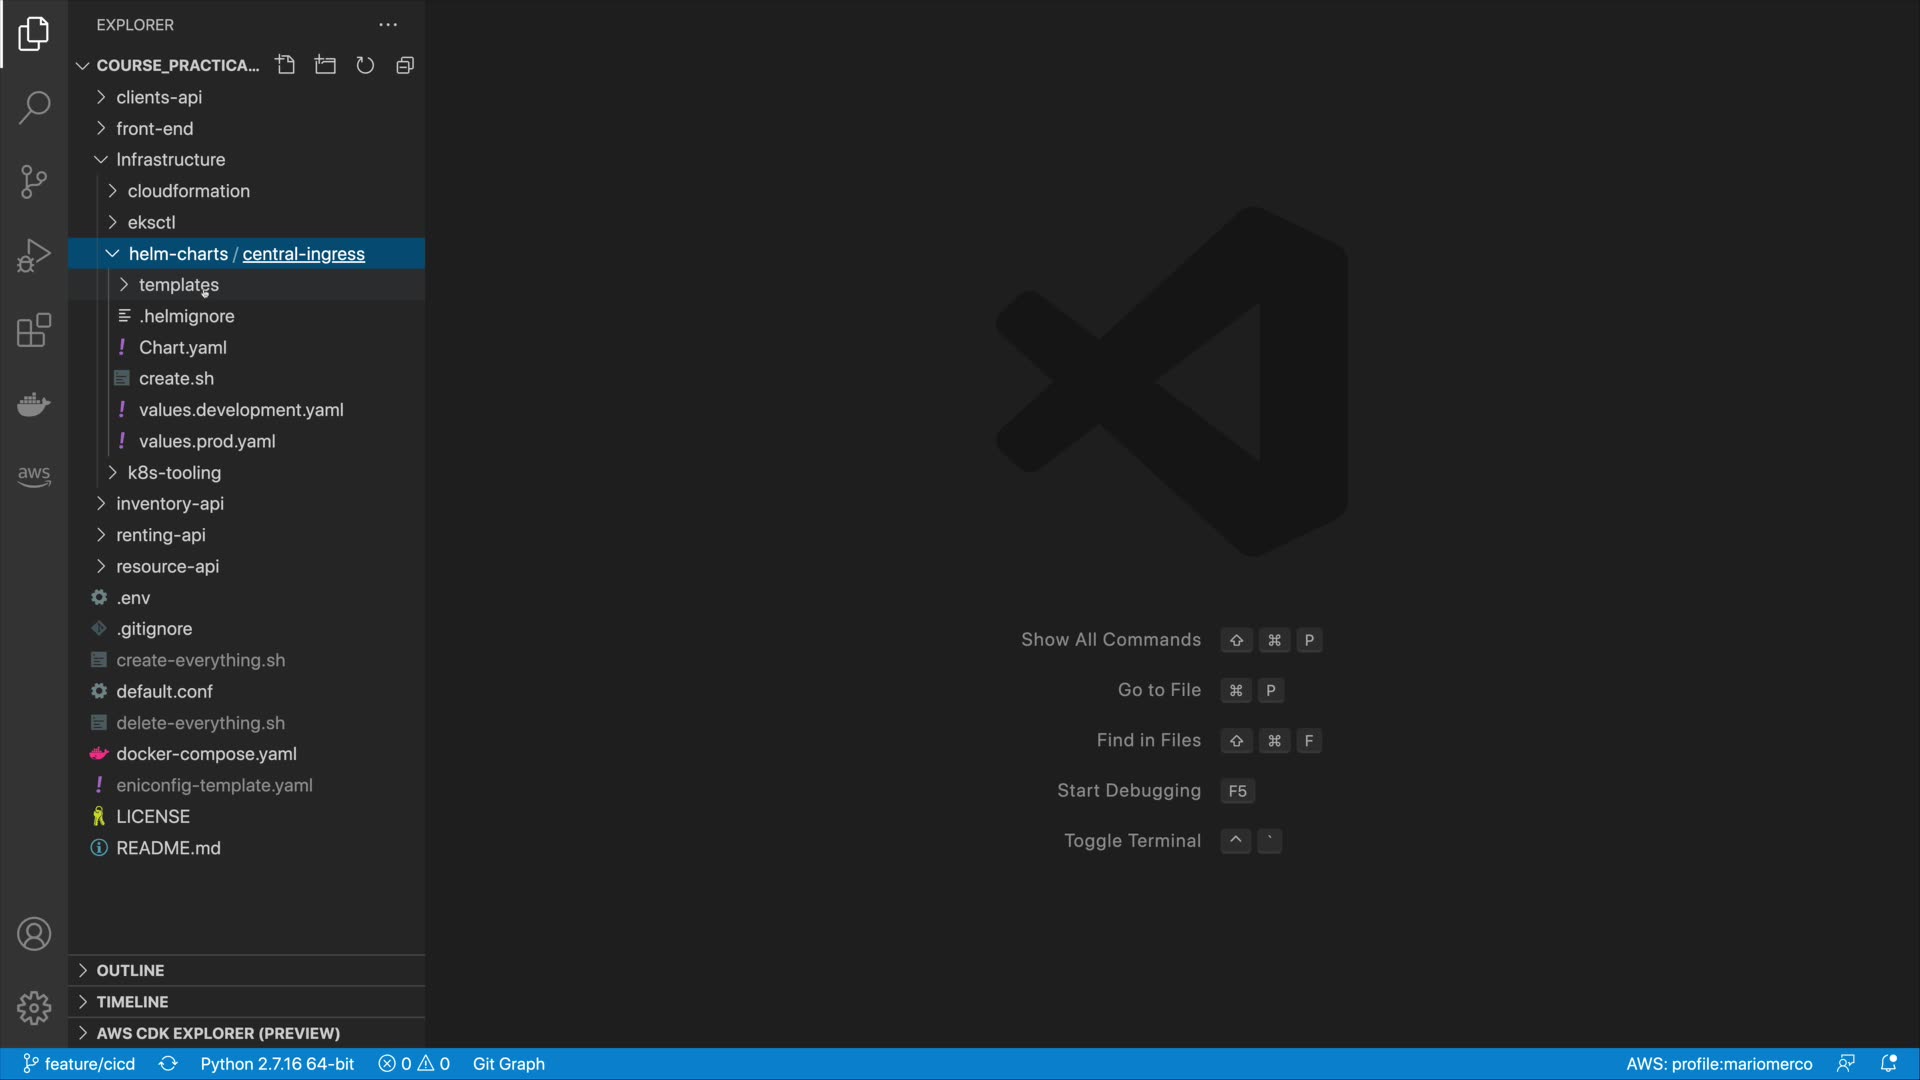 EXPLORER
COURSE_PRACTICA...
clients-api
front-end
Infrastructure
cloudformation
eksctl
helm-charts / central-ingress
templates
.helmignore
Chart.yaml
create.sh
values.development.yaml
values.prod.yaml
k8s-tooling
inventory-api
renting-api
resource-api
.env
.gitignore
create-everything.sh
default.conf
delete-everything.sh
docker-compose.yaml
eniconfig-template.yaml
LICENSE
README.md
OUTLINE
TIMELINE
AWS CDK EXPLORER (PREVIEW)
aws
Show All Commands ⇧ ⌘ P
Go to File ⌘ P
Find in Files ⇧ ⌘ F
Start Debugging F5
Toggle Terminal ^ `
feature/cicd Python 2.7.16 64-bit 0 0 Git Graph AWS: profile:mariomerco